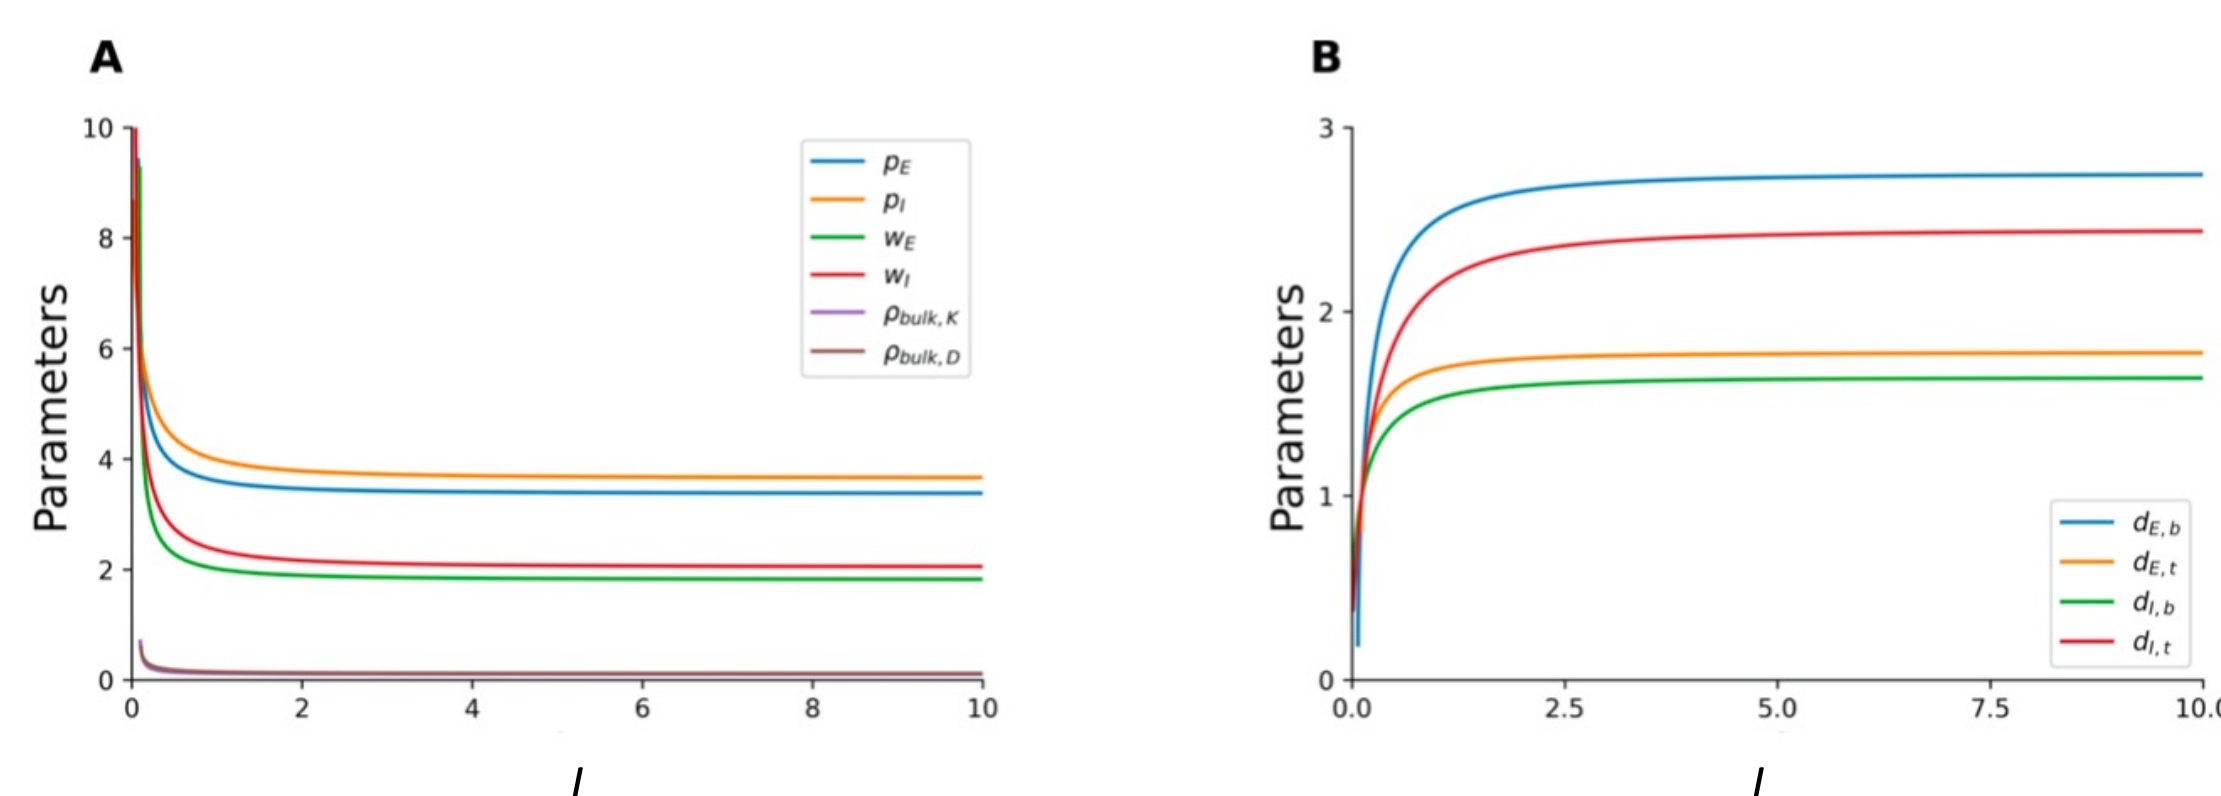 A
B
Parameters
10
8
6
4
2
0
0 2 4 6 8 10
p_E
p_I
w_E
w_I
ρ_bulk,K
ρ_bulk,D
l
Parameters
3
2
1
0
0.0 2.5 5.0 7.5 10.0
d_E,b
d_E,t
d_I,b
d_I,t
l